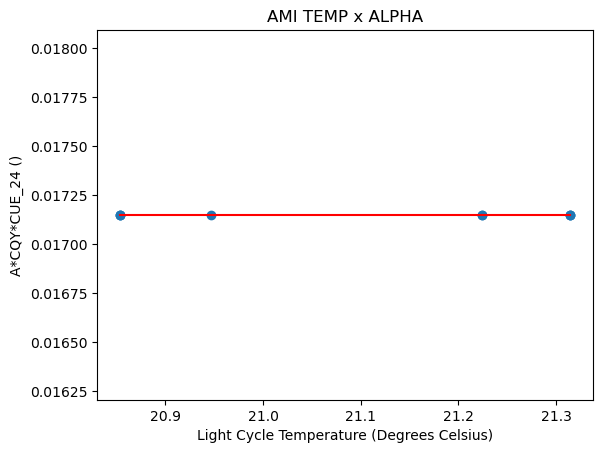 AMI TEMP x ALPHA
0.01800
0.01775
0.01750
0.01725
0.01700
0.01675
0.01650
0.01625
A*CQY*CUE_24 ()
20.9 21.0 21.1 21.2 21.3
Light Cycle Temperature (Degrees Celsius)